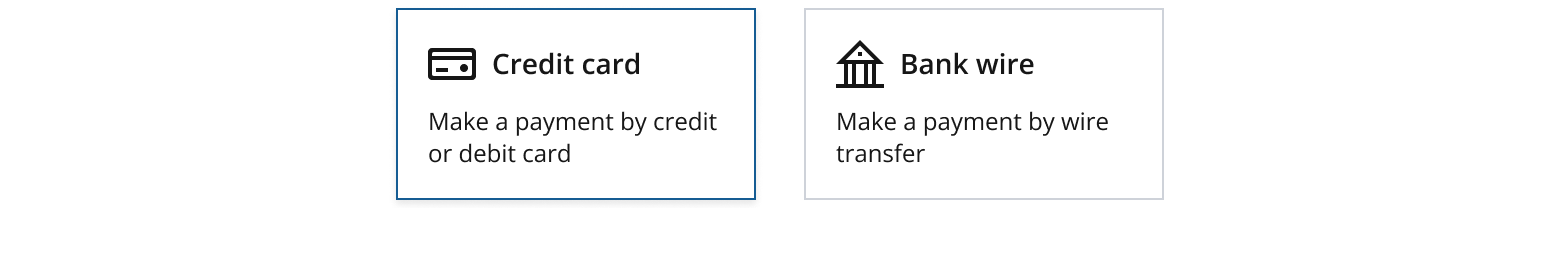 Credit card
Make a payment by credit
or debit card
Bank wire
Make a payment by wire
transfer